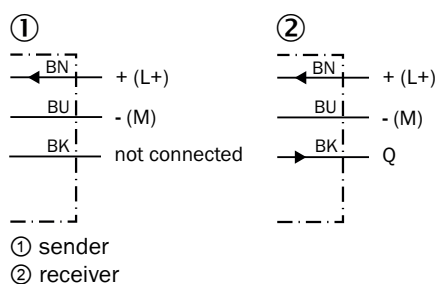 ① ②
BN + (L+) BN + (L+)
BU - (M) BU - (M)
BK not connected BK Q
① sender
② receiver